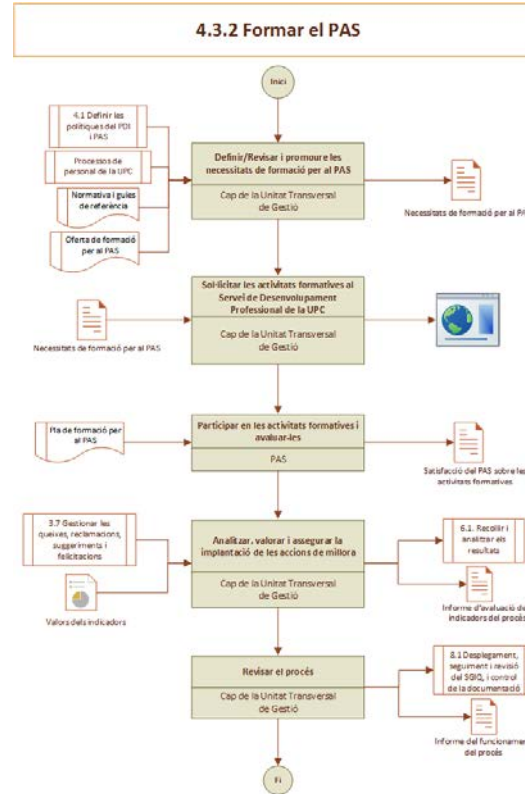 4.3.2 Formar el PAS
Inici
4.1 Definir les
polítiques del PDI
i PAS
Processos de
personal de la UPC
Normativa i guies
de referència
Oferta de formació
per al PAS
Definir/Revisar i promoure les
necessitats de formació per al PAS
Cap de la Unitat Transversal
de Gestió
Necessitats de formació per al PA
Sol·licitar les activitats formatives al
Servei de Desenvolupament
Professional de la UPC
Cap de la Unitat Transversal
de Gestió
Necessitats de formació per al PAS
Pla de formació per
al PAS
Participar en les activitats formatives i
avaluar-les
PAS
Satisfacció del PAS sobre les
activitats formatives
3.7 Gestionar les
queixes, reclamacions,
suggeriments i
felicitacions
Valors dels indicadors
Analitzar, valorar i assegurar la
implantació de les accions de millora
Cap de la Unitat Transversal
de Gestió
6.1. Recollir i
analitzar els
resultats
Informe d'avaluació de
indicadors del procés
Revisar el procés
Cap de la Unitat Transversal
de Gestió
8.1 Desplegament,
seguiment i revisió
del SGIQ, i control
de la documentació
Informe del funcionamen
del procés
Fi